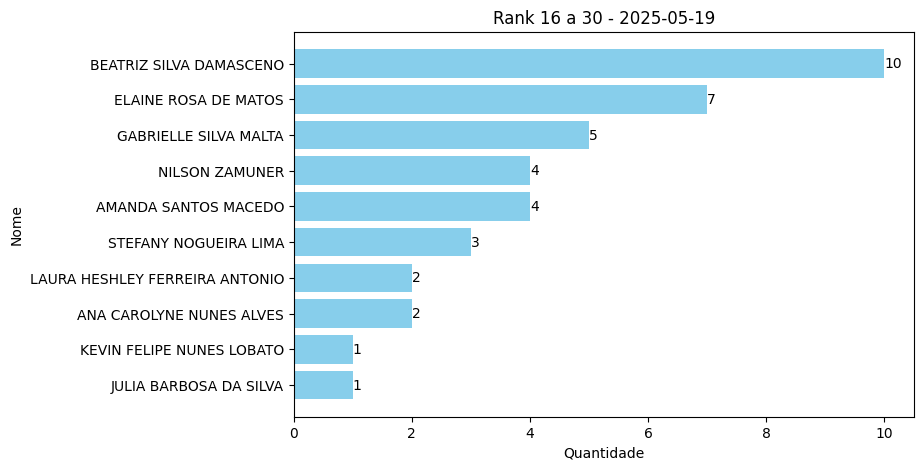 Rank 16 a 30 - 2025-05-19
Nome
BEATRIZ SILVA DAMASCENO 10
ELAINE ROSA DE MATOS 7
GABRIELLE SILVA MALTA 5
NILSON ZAMUNER 4
AMANDA SANTOS MACEDO 4
STEFANY NOGUEIRA LIMA 3
LAURA HESHLEY FERREIRA ANTONIO 2
ANA CAROLYNE NUNES ALVES 2
KEVIN FELIPE NUNES LOBATO 1
JULIA BARBOSA DA SILVA 1
0 2 4 6 8 10
Quantidade